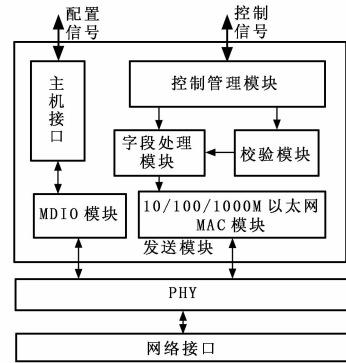 配置
信号
控制
信号
主
机
接
口
控制管理模块
字段处理
模块
校验模块
MDIO 模块
10/100/1000M 以太网
MAC 模块
发送模块
PHY
网络接口